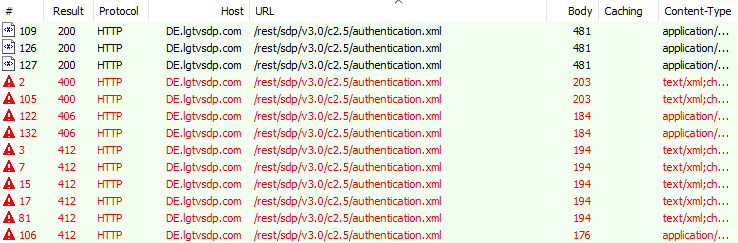 # Result Protocol Host URL Body Caching Content-Type
109 200 HTTP DE.lgtvsdp.com /rest/sdp/v3.0/c2.5/authentication.xml 481 application/...
126 200 HTTP DE.lgtvsdp.com /rest/sdp/v3.0/c2.5/authentication.xml 481 application/...
127 200 HTTP DE.lgtvsdp.com /rest/sdp/v3.0/c2.5/authentication.xml 481 application/...
2 400 HTTP DE.lgtvsdp.com /rest/sdp/v3.0/c2.5/authentication.xml 203 text/xml;ch...
105 400 HTTP DE.lgtvsdp.com /rest/sdp/v3.0/c2.5/authentication.xml 203 text/xml;ch...
122 406 HTTP DE.lgtvsdp.com /rest/sdp/v3.0/c2.5/authentication.xml 184 application/...
132 406 HTTP DE.lgtvsdp.com /rest/sdp/v3.0/c2.5/authentication.xml 184 application/...
3 412 HTTP DE.lgtvsdp.com /rest/sdp/v3.0/c2.5/authentication.xml 194 text/xml;ch...
7 412 HTTP DE.lgtvsdp.com /rest/sdp/v3.0/c2.5/authentication.xml 194 text/xml;ch...
15 412 HTTP DE.lgtvsdp.com /rest/sdp/v3.0/c2.5/authentication.xml 194 text/xml;ch...
17 412 HTTP DE.lgtvsdp.com /rest/sdp/v3.0/c2.5/authentication.xml 194 text/xml;ch...
81 412 HTTP DE.lgtvsdp.com /rest/sdp/v3.0/c2.5/authentication.xml 194 text/xml;ch...
106 412 HTTP DE.lgtvsdp.com /rest/sdp/v3.0/c2.5/authentication.xml 176 application/...